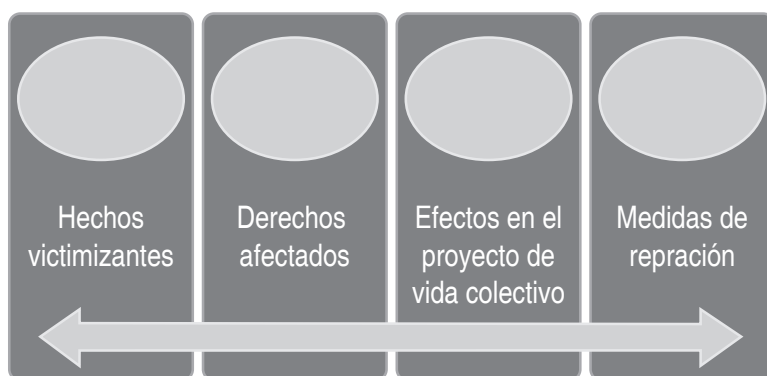 Hechos
victimizantes
Derechos
afectados
Efectos en el
proyecto de
vida colectivo
Medidas de
repración